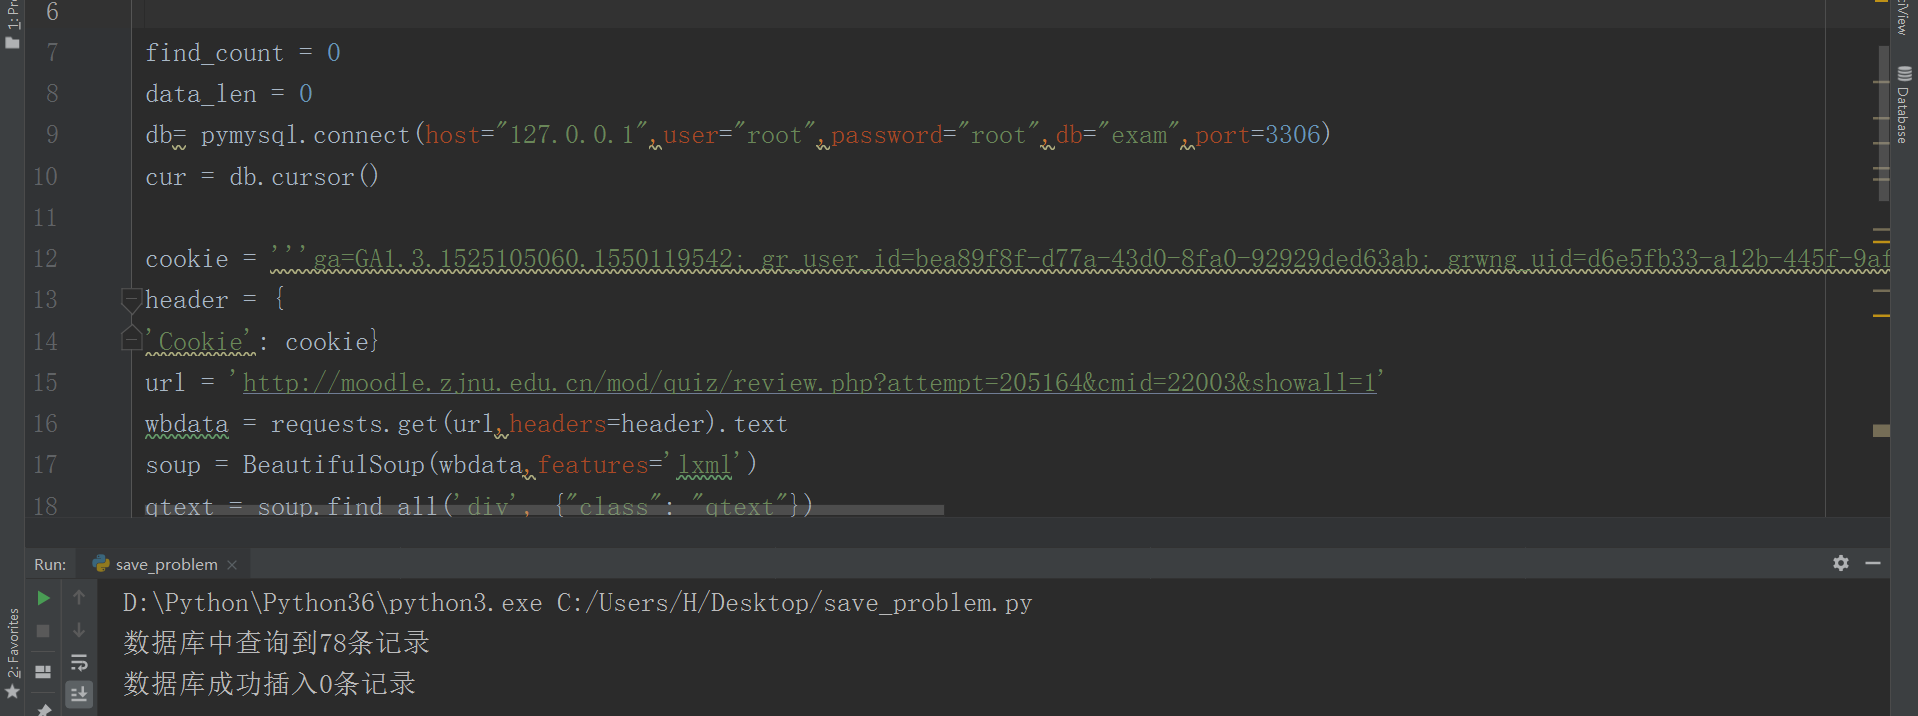 1: Pr
6
7 find_count = 0
8 data_len = 0
9 db= pymysql.connect(host="127.0.0.1",user="root",password="root",db="exam",port=3306)
10 cur = db.cursor()
11
12 cookie = '''_ga=GA1.3.1525105060.1550119542; gr_user_id=bea89f8f-d77a-43d0-8fa0-92929ded63ab; grwng_uid=d6e5fb33-a12b-445f-9af
13 header = {
14 'Cookie': cookie}
15 url = 'http://moodle.zjnu.edu.cn/mod/quiz/review.php?attempt=205164&cmid=22003&showall=1'
16 wbdata = requests.get(url,headers=header).text
17 soup = BeautifulSoup(wbdata,features='lxml')
18 qtext = soup.find_all('div', {"class": "qtext"})
iView
Database
Run: save_problem
D:\Python\Python36\python3.exe C:/Users/H/Desktop/save_problem.py
数据库中查询到78条记录
数据库成功插入0条记录
2: Favorites